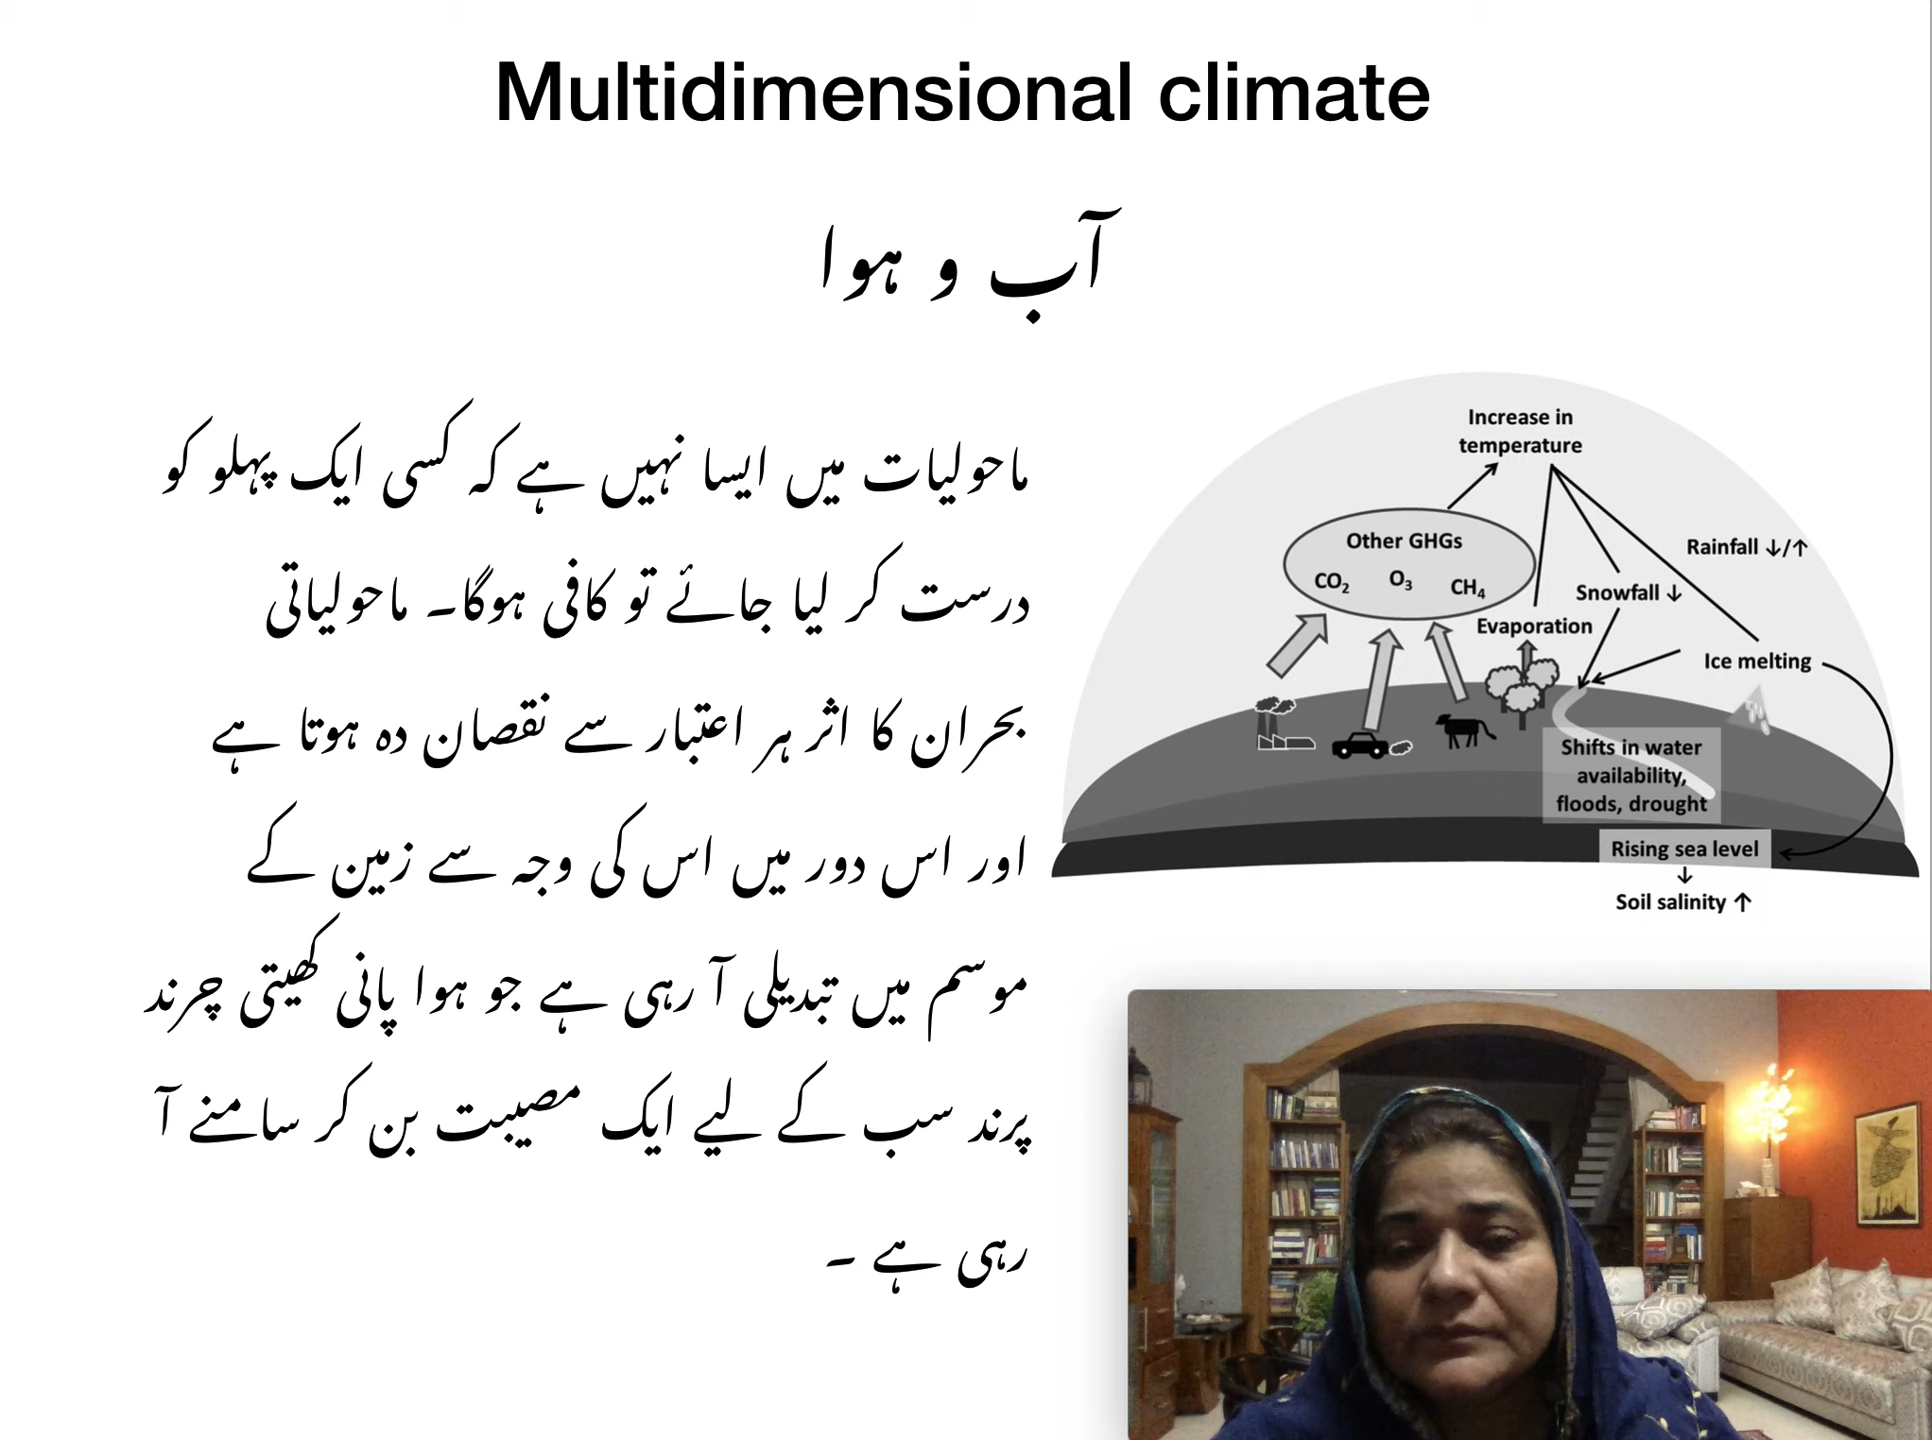 Multidimensional climate
آب و ہوا
ماحولیات میں ایسا نہیں ہے کہ کسی ایک پہلو کو
درست کر لیا جائے تو کافی ہوگا۔ ماحولیاتی
بحران کا اثر ہر اعتبار سے نقصان دہ ہوتا ہے
اور اس دور میں اس کی وجہ سے زمین کے
موسم میں تبدیلی آ رہی ہے جو ہوا پانی کھیتی چرند
پرند سب کے لیے ایک مصیبت بن کر سامنے آ
رہی ہے ۔
Increase in
temperature
Other GHGs
CO₂ O₃ CH₄
Rainfall ↓/↑
Snowfall ↓
Evaporation
Ice melting
Shifts in water
availability,
floods, drought
Rising sea level
↓
Soil salinity ↑